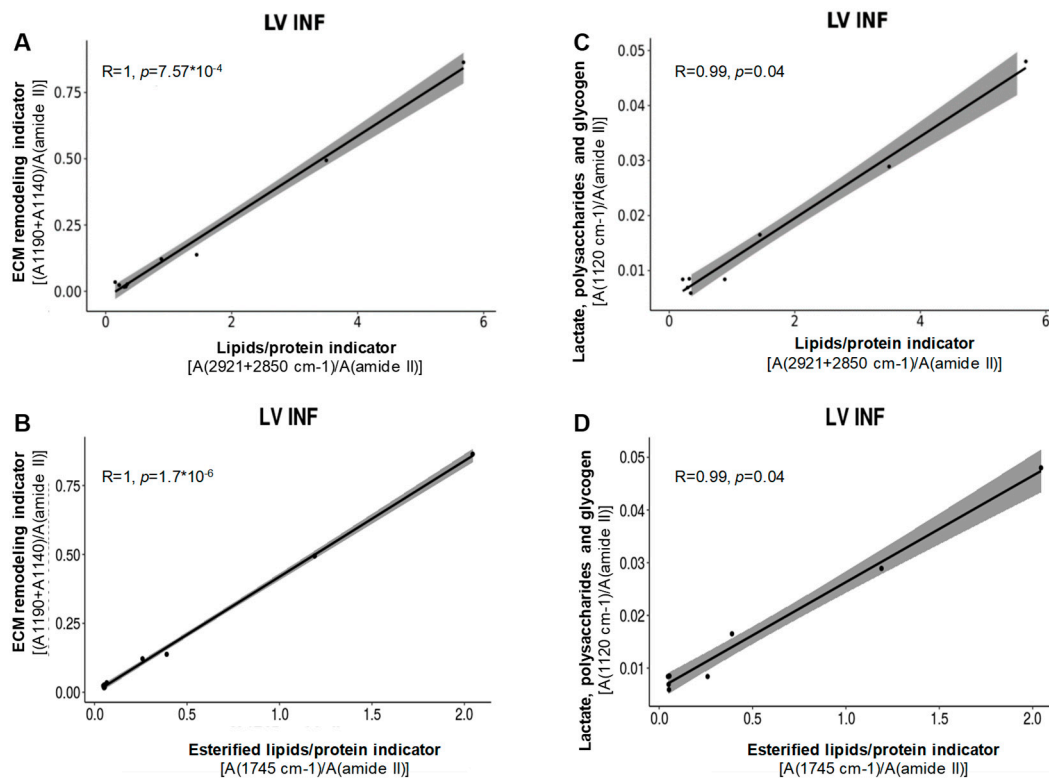 LV INF
A
R=1, p=7.57*10-4
ECM remodeling indicator
[(A1190+A1140)/A(amide II)]
0.75
0.50
0.25
0.00
0
2
4
6
Lipids/protein indicator
[A(2921+2850 cm-1)/A(amide II)]
LV INF
C
R=0.99, p=0.04
Lactate, polysaccharides and glycogen
[A(1120 cm-1)/A(amide II)]
0.05
0.04
0.03
0.02
0.01
0
2
4
6
Lipids/protein indicator
[A(2921+2850 cm-1)/A(amide II)]
LV INF
B
R=1, p=1.7*10-6
ECM remodeling indicator
[(A1190+A1140)/A(amide II)]
0.75
0.50
0.25
0.00
0.0
0.5
1.0
1.5
2.0
Esterified lipids/protein indicator
[A(1745 cm-1)/A(amide II)]
LV INF
D
R=0.99, p=0.04
Lactate, polysaccharides and glycogen
[A(1120 cm-1)/A(amide II)]
0.05
0.04
0.03
0.02
0.01
0.0
0.5
1.0
1.5
2.0
Esterified lipids/protein indicator
[A(1745 cm-1)/A(amide II)]